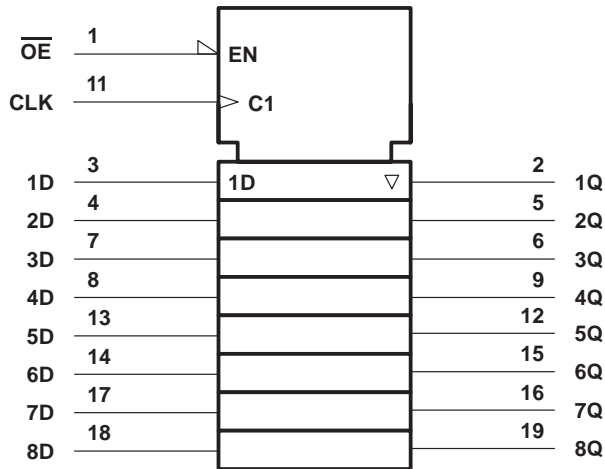 O̅E̅ 1 EN
CLK 11 C1
1D 3 1D 2 1Q
2D 4 5 2Q
3D 7 6 3Q
4D 8 9 4Q
5D 13 12 5Q
6D 14 15 6Q
7D 17 16 7Q
8D 18 19 8Q